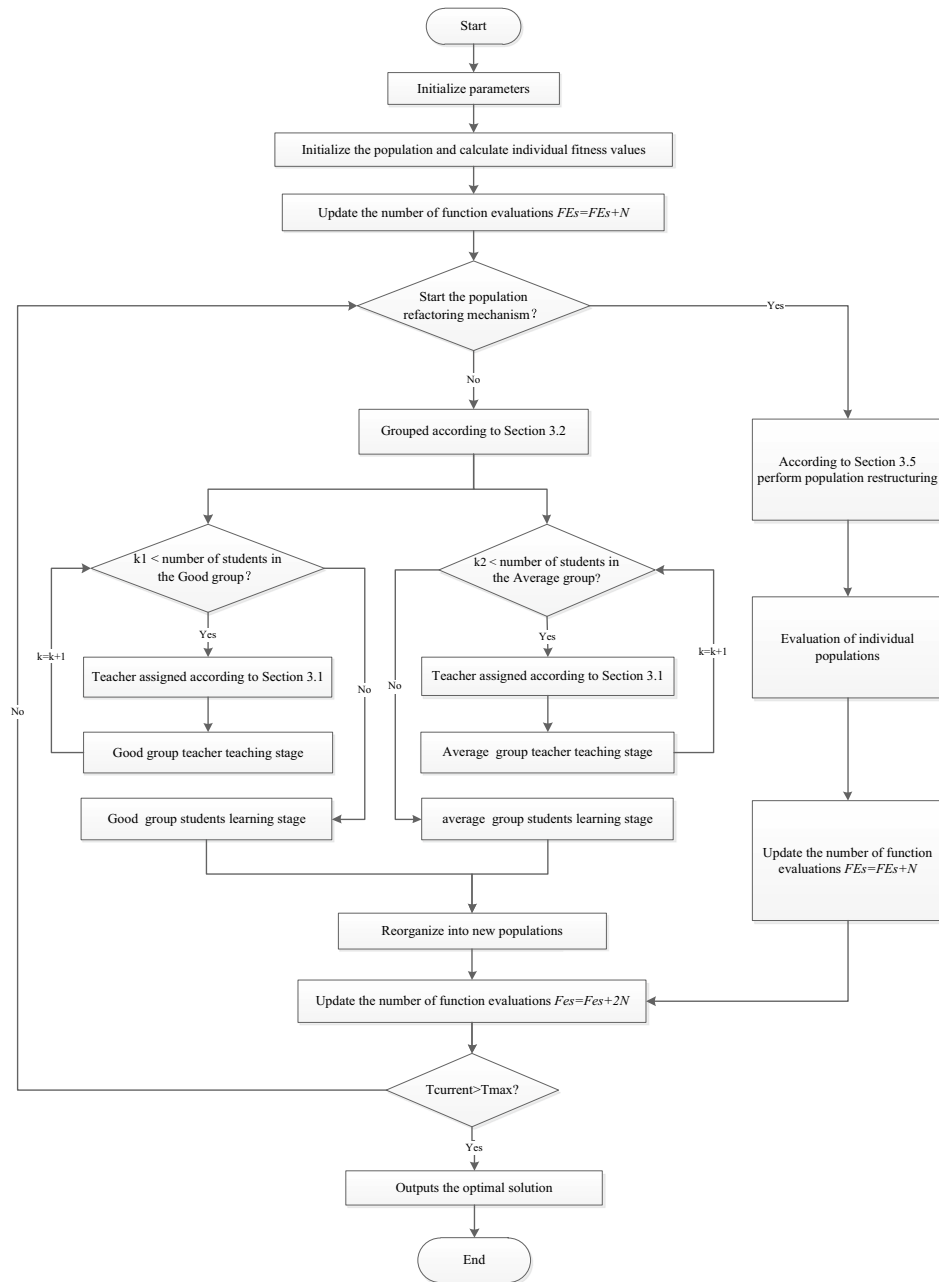 Start
Initialize parameters
Initialize the population and calculate individual fitness values
Update the number of function evaluations FEs=FEs+N
Start the population
refactoring mechanism?
Yes
No
Grouped according to Section 3.2
According to Section 3.5
perform population restructuring
k1 < number of students in
the Good group?
k2 < number of students in
the Average group?
Yes
Yes
k=k+1
k=k+1
Evaluation of individual
populations
Teacher assigned according to Section 3.1
No
Teacher assigned according to Section 3.1
No
No
Good group teacher teaching stage
Average group teacher teaching stage
Good group students learning stage
average group students learning stage
Update the number of function
evaluations FEs=FEs+N
Reorganize into new populations
Update the number of function evaluations Fes=Fes+2N
Tcurrent>Tmax?
Yes
Outputs the optimal solution
End